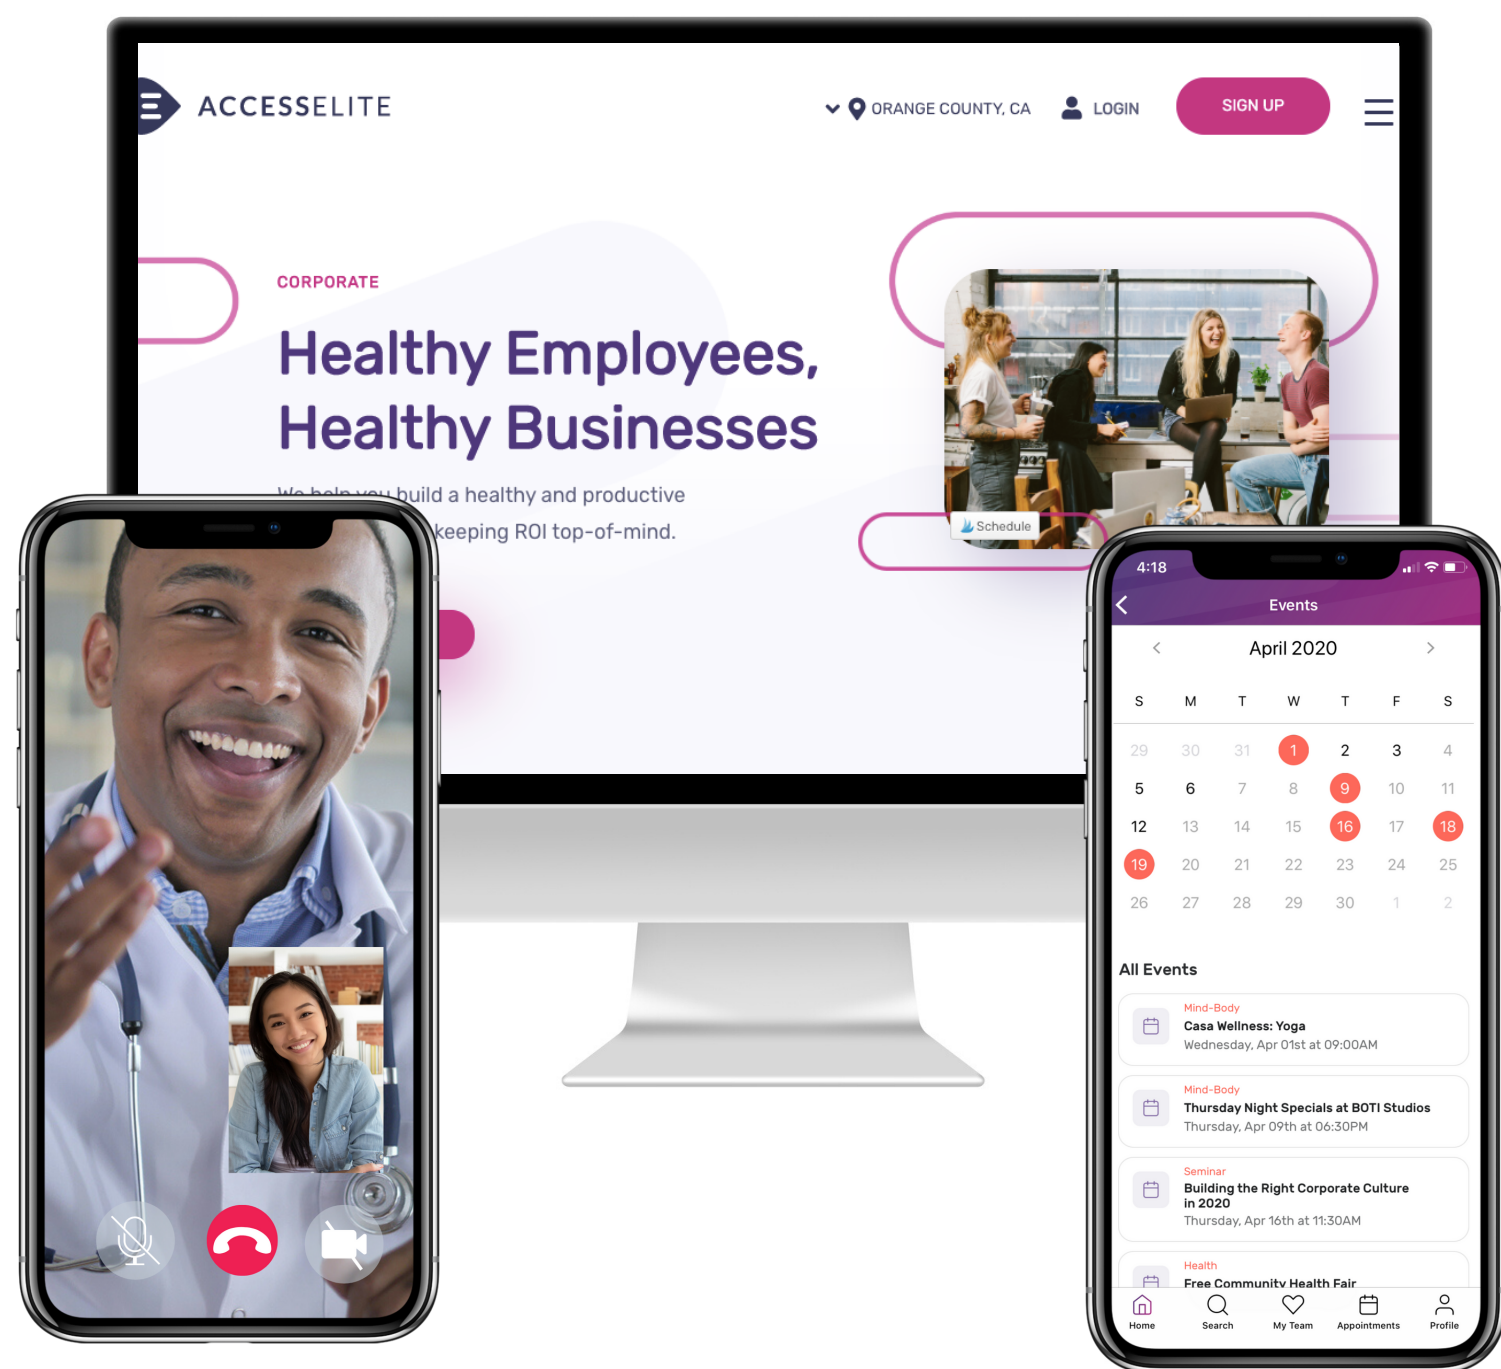 ACCESSELITE
ORANGE COUNTY, CA
LOGIN
SIGN UP
CORPORATE
Healthy Employees,
Healthy Businesses
We help you build a healthy and productive
keeping ROI top-of-mind.
Schedule
4:18
Events
April 2020
S M T W T F S
29 30 31 1 2 3 4
5 6 7 8 9 10 11
12 13 14 15 16 17 18
19 20 21 22 23 24 25
26 27 28 29 30 1 2
All Events
Mind-Body
Casa Wellness: Yoga
Wednesday, Apr 01st at 09:00AM
Mind-Body
Thursday Night Specials at BOTI Studios
Thursday, Apr 09th at 06:30PM
Seminar
Building the Right Corporate Culture
in 2020
Thursday, Apr 16th at 11:30AM
Health
Free Community Health Fair
Home Search My Team Appointments Profile